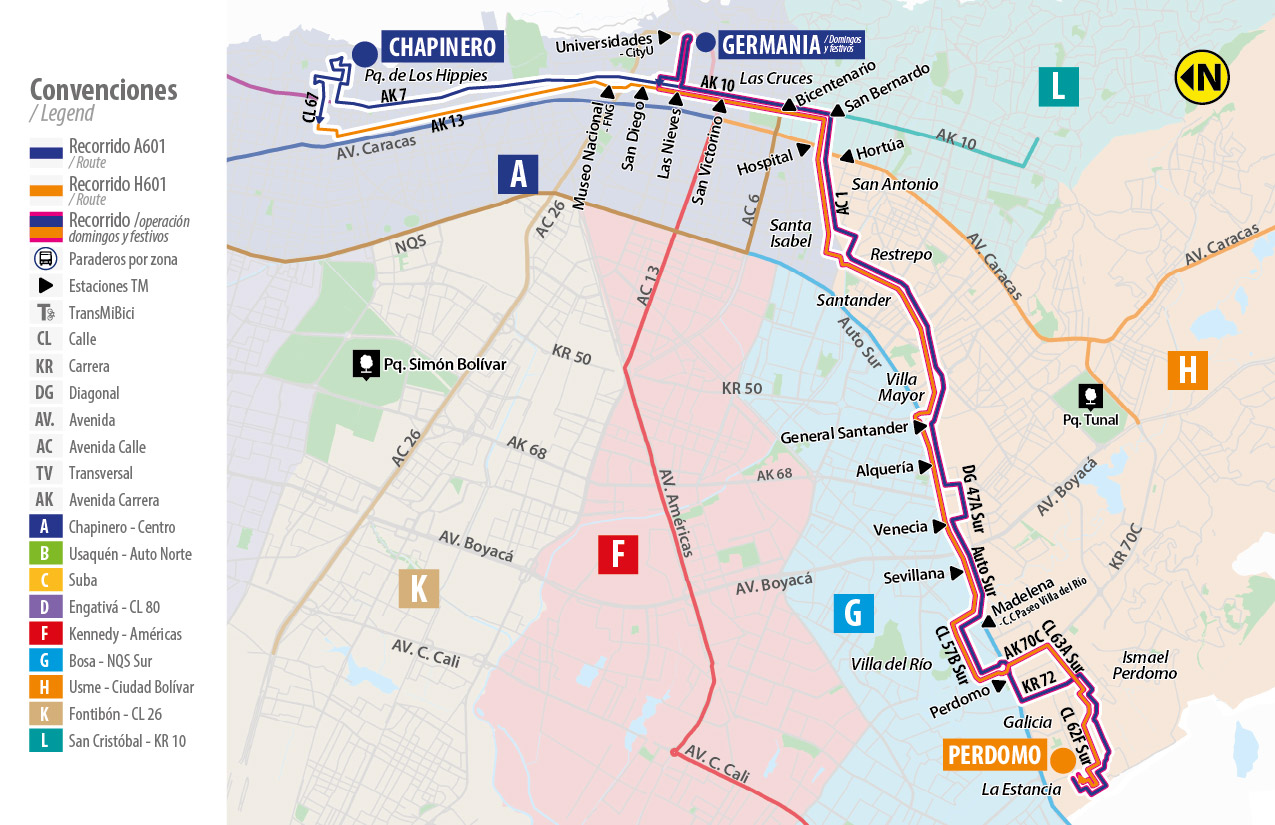 Convenciones
/ Legend
Recorrido A601
/ Route
Recorrido H601
/ Route
Recorrido /operación
domingos y festivos
Paraderos por zona
Estaciones TM
TransMiBici
CL Calle
KR Carrera
DG Diagonal
AV. Avenida
AC Avenida Calle
TV Transversal
AK Avenida Carrera
A Chapinero - Centro
B Usaquén - Auto Norte
C Suba
D Engativá - CL 80
F Kennedy - Américas
G Bosa - NQS Sur
H Usme - Ciudad Bolívar
K Fontibón - CL 26
L San Cristóbal - KR 10
CHAPINERO
Pq. de Los Hippies
CL 67
AK 7
AK 13
AV. Caracas
Universidades
- CityU
GERMANIA / Domingos
y festivos
AK 10
Las Cruces
Bicentenario
San Bernardo
N
L
AK 10
Museo Nacional
- FNG
San Diego
Las Nieves
San Victorino
Hospital
Hortúa
San Antonio
A
AC 26
NQS
AC 6
AC 1
Santa
Isabel
Restrepo
Santander
AV. Caracas
AV. Caracas
AC 13
Auto Sur
Pq. Simón Bolívar
KR 50
KR 50
Villa
Mayor
H
Pq. Tunal
General Santander
AC 26
AK 68
AK 68
Alquería
DG 47A Sur
AV. Boyacá
AV. Américas
Venecia
AV. Boyacá
F
KR 70C
Auto Sur
K
AV. Boyacá
Sevillana
G
Madelena
- C.C Paseo Villa del Río
CL 57B Sur
AV. C. Cali
Villa del Río
AK 70C
CL 63A Sur
Ismael
Perdomo
KR 72
Perdomo
Galicia
CL 62F Sur
AV. C. Cali
PERDOMO
La Estancia